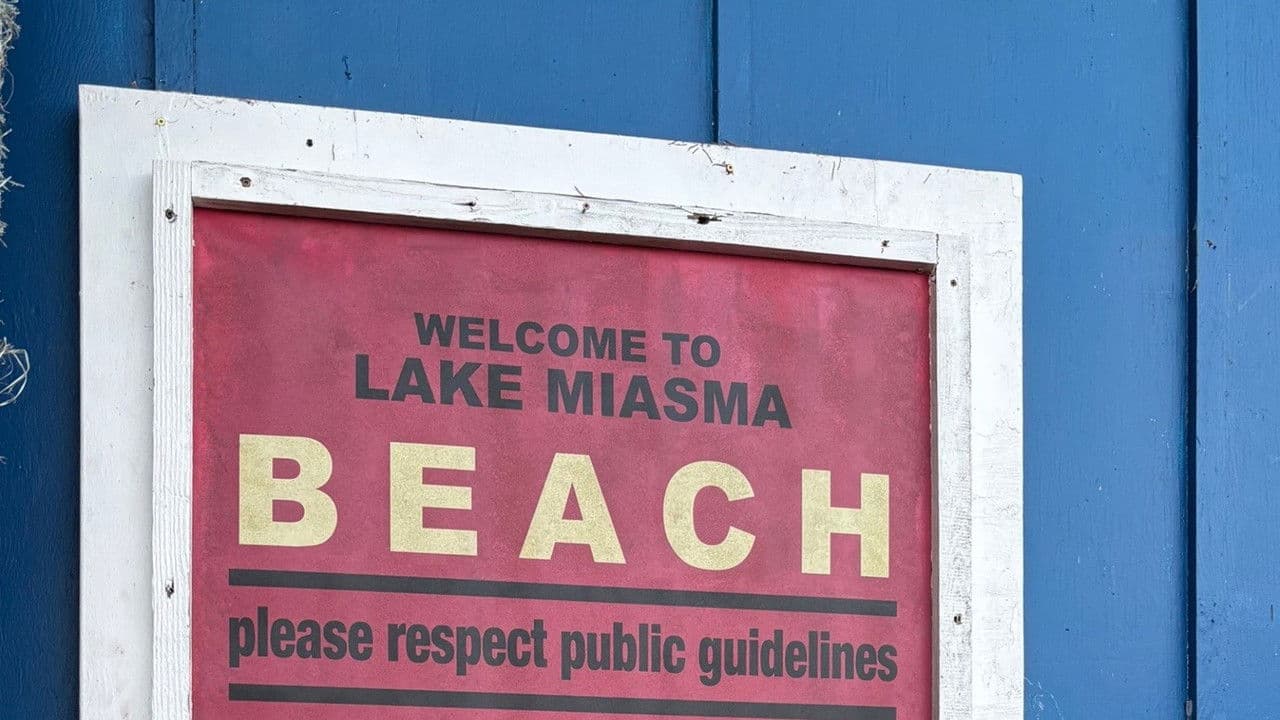 WELCOME TO
LAKE MIASMA
BEACH
please respect public guidelines